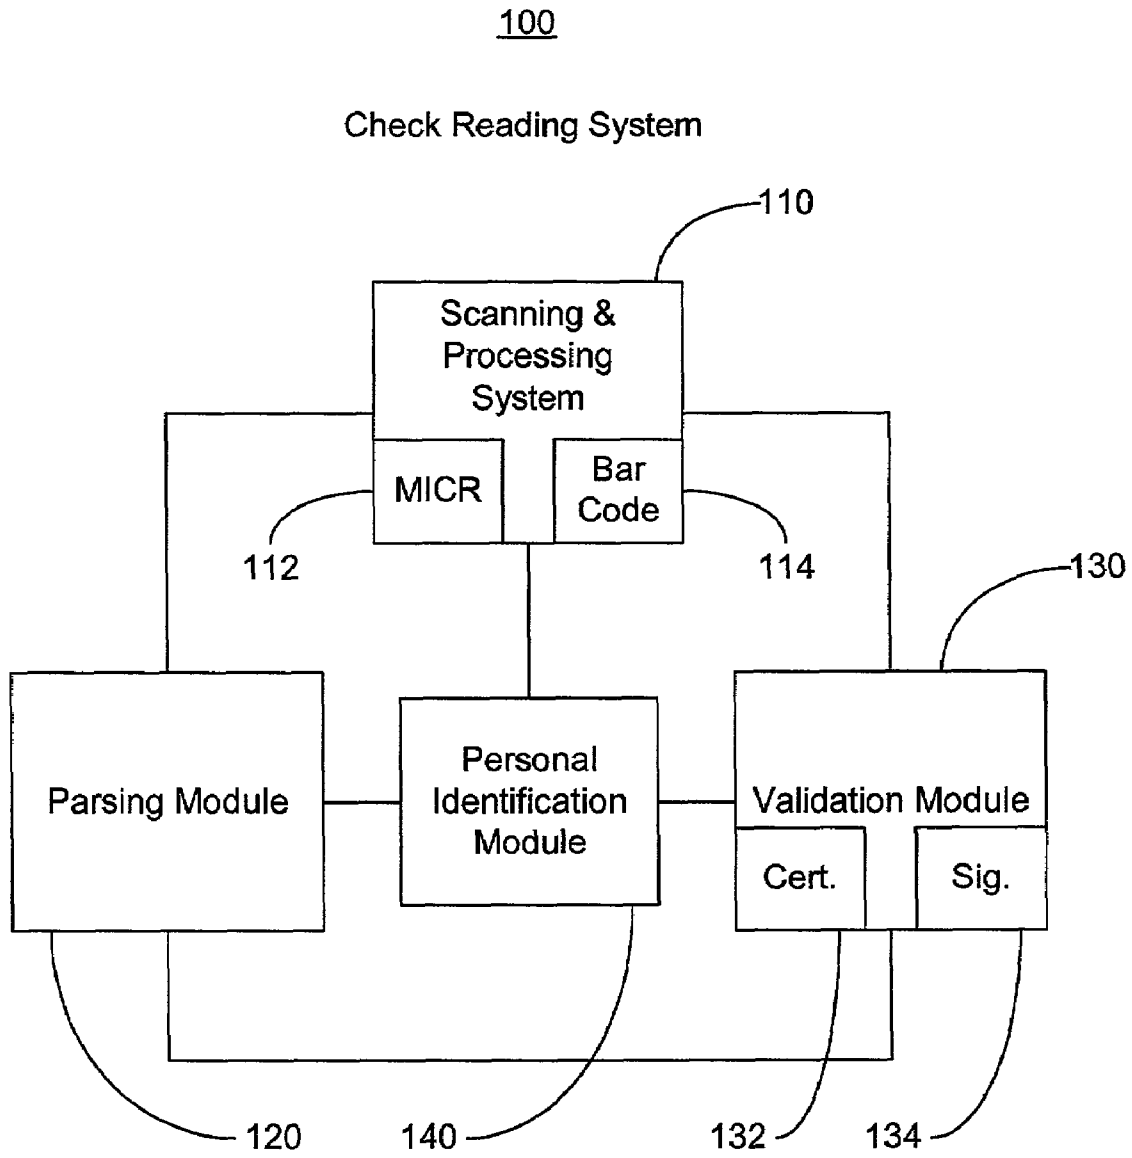 100
Check Reading System
110
Scanning &
Processing
System
MICR
Bar
Code
112
114
130
Parsing Module
Personal
Identification
Module
Validation Module
Cert.
Sig.
120
140
132
134